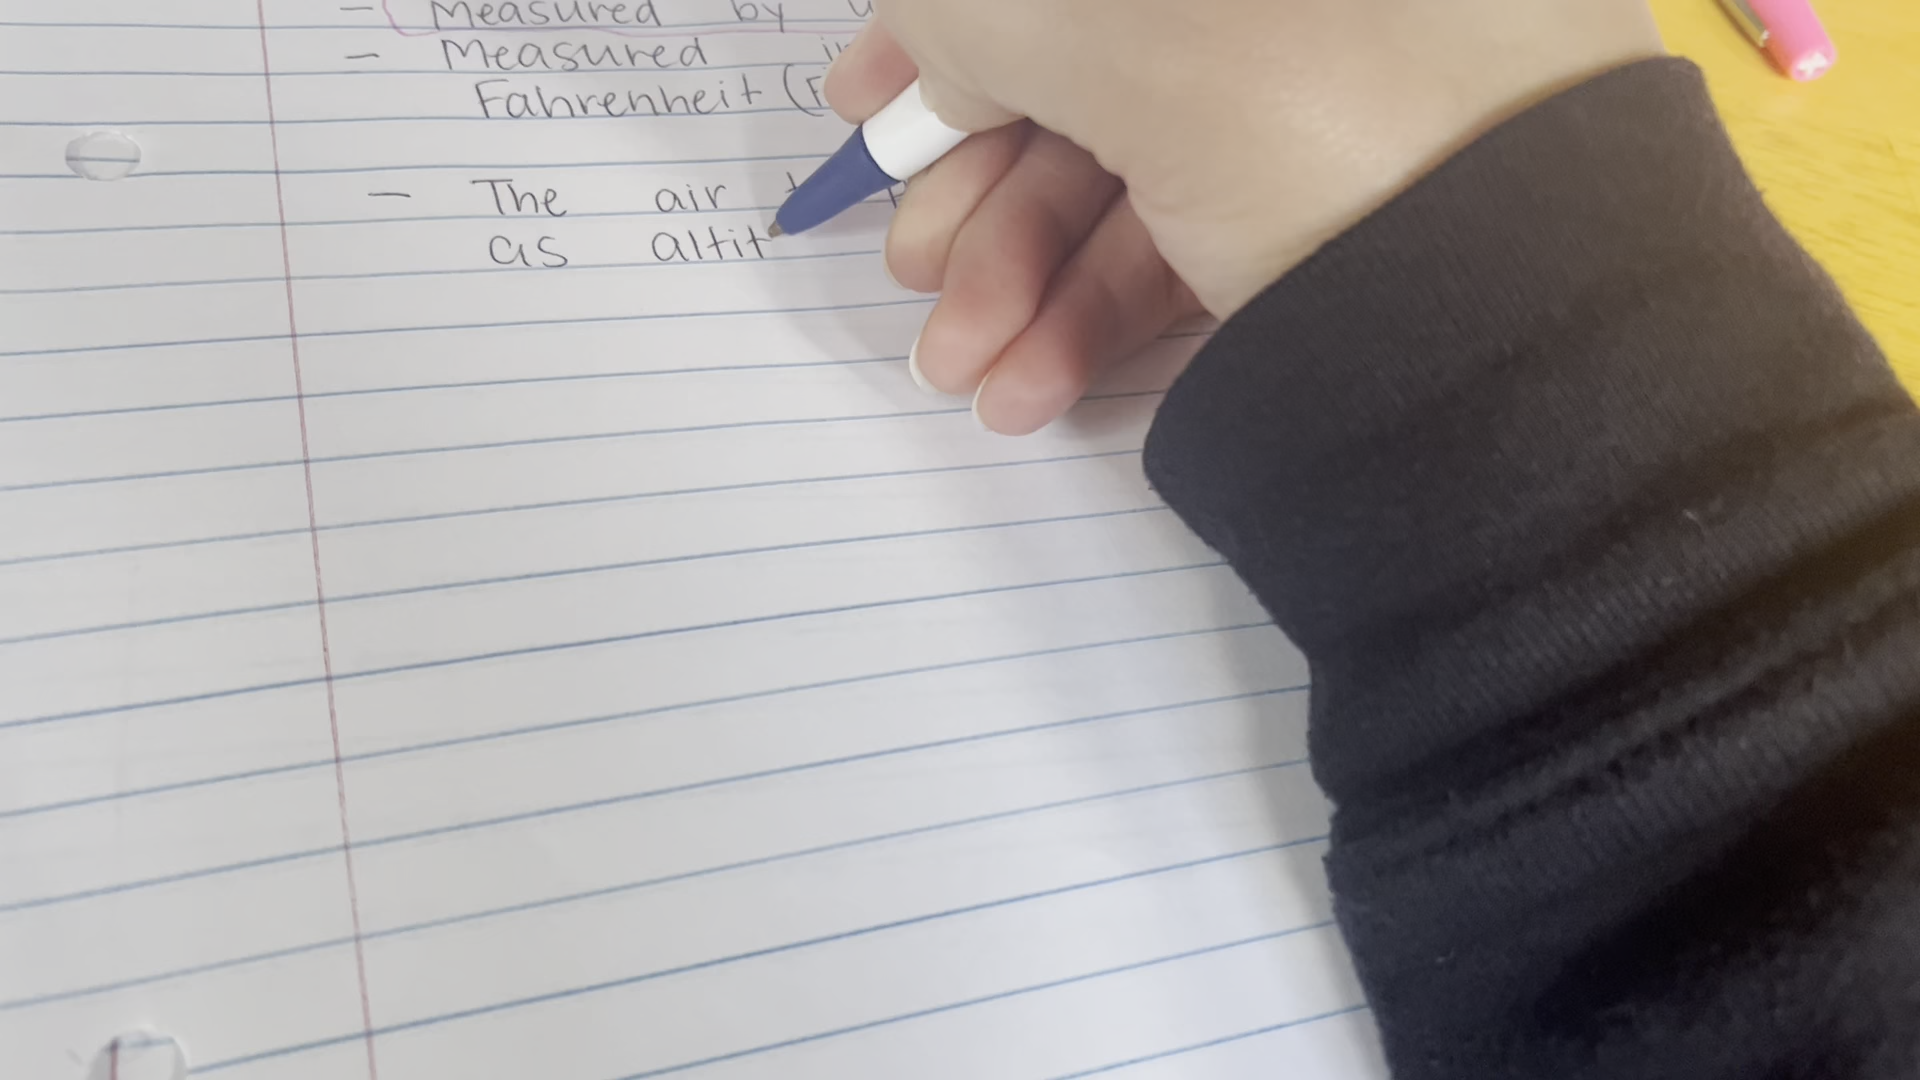 - Measured by
- Measured
Fahrenheit (F
- The air
as altit